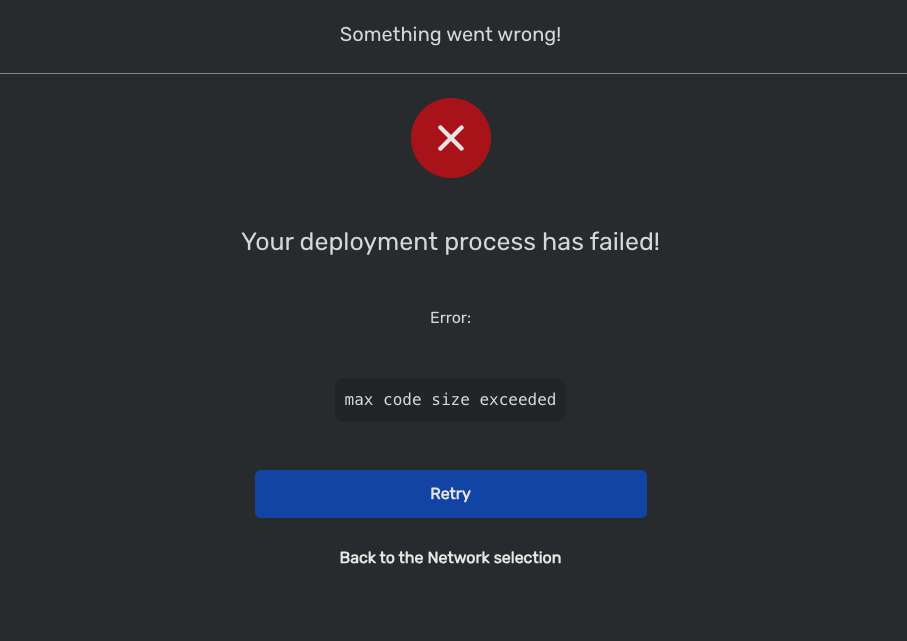 Something went wrong!
Your deployment process has failed!
Error:
max code size exceeded
Retry
Back to the Network selection